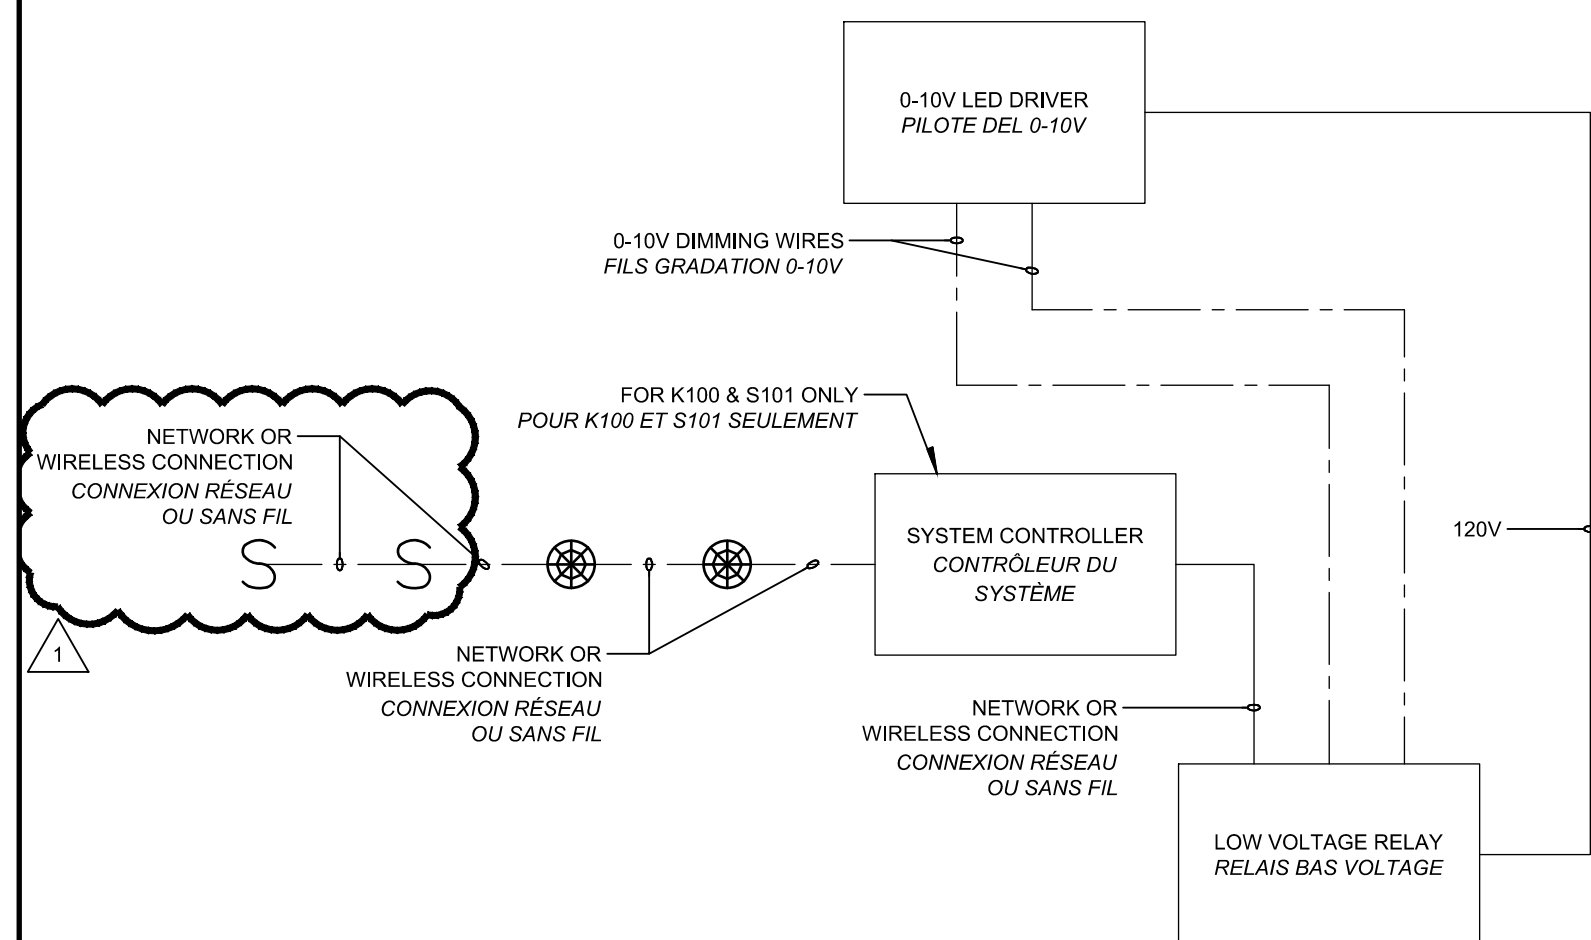 0-10V LED DRIVER
PILOTE DEL 0-10V
0-10V DIMMING WIRES
FILS GRADATION 0-10V
FOR K100 & S101 ONLY
POUR K100 ET S101 SEULEMENT
NETWORK OR
WIRELESS CONNECTION
CONNEXION RÉSEAU
OU SANS FIL
S S
SYSTEM CONTROLLER
CONTRÔLEUR DU
SYSTÈME
120V
1
NETWORK OR
WIRELESS CONNECTION
CONNEXION RÉSEAU
OU SANS FIL
NETWORK OR
WIRELESS CONNECTION
CONNEXION RÉSEAU
OU SANS FIL
LOW VOLTAGE RELAY
RELAIS BAS VOLTAGE